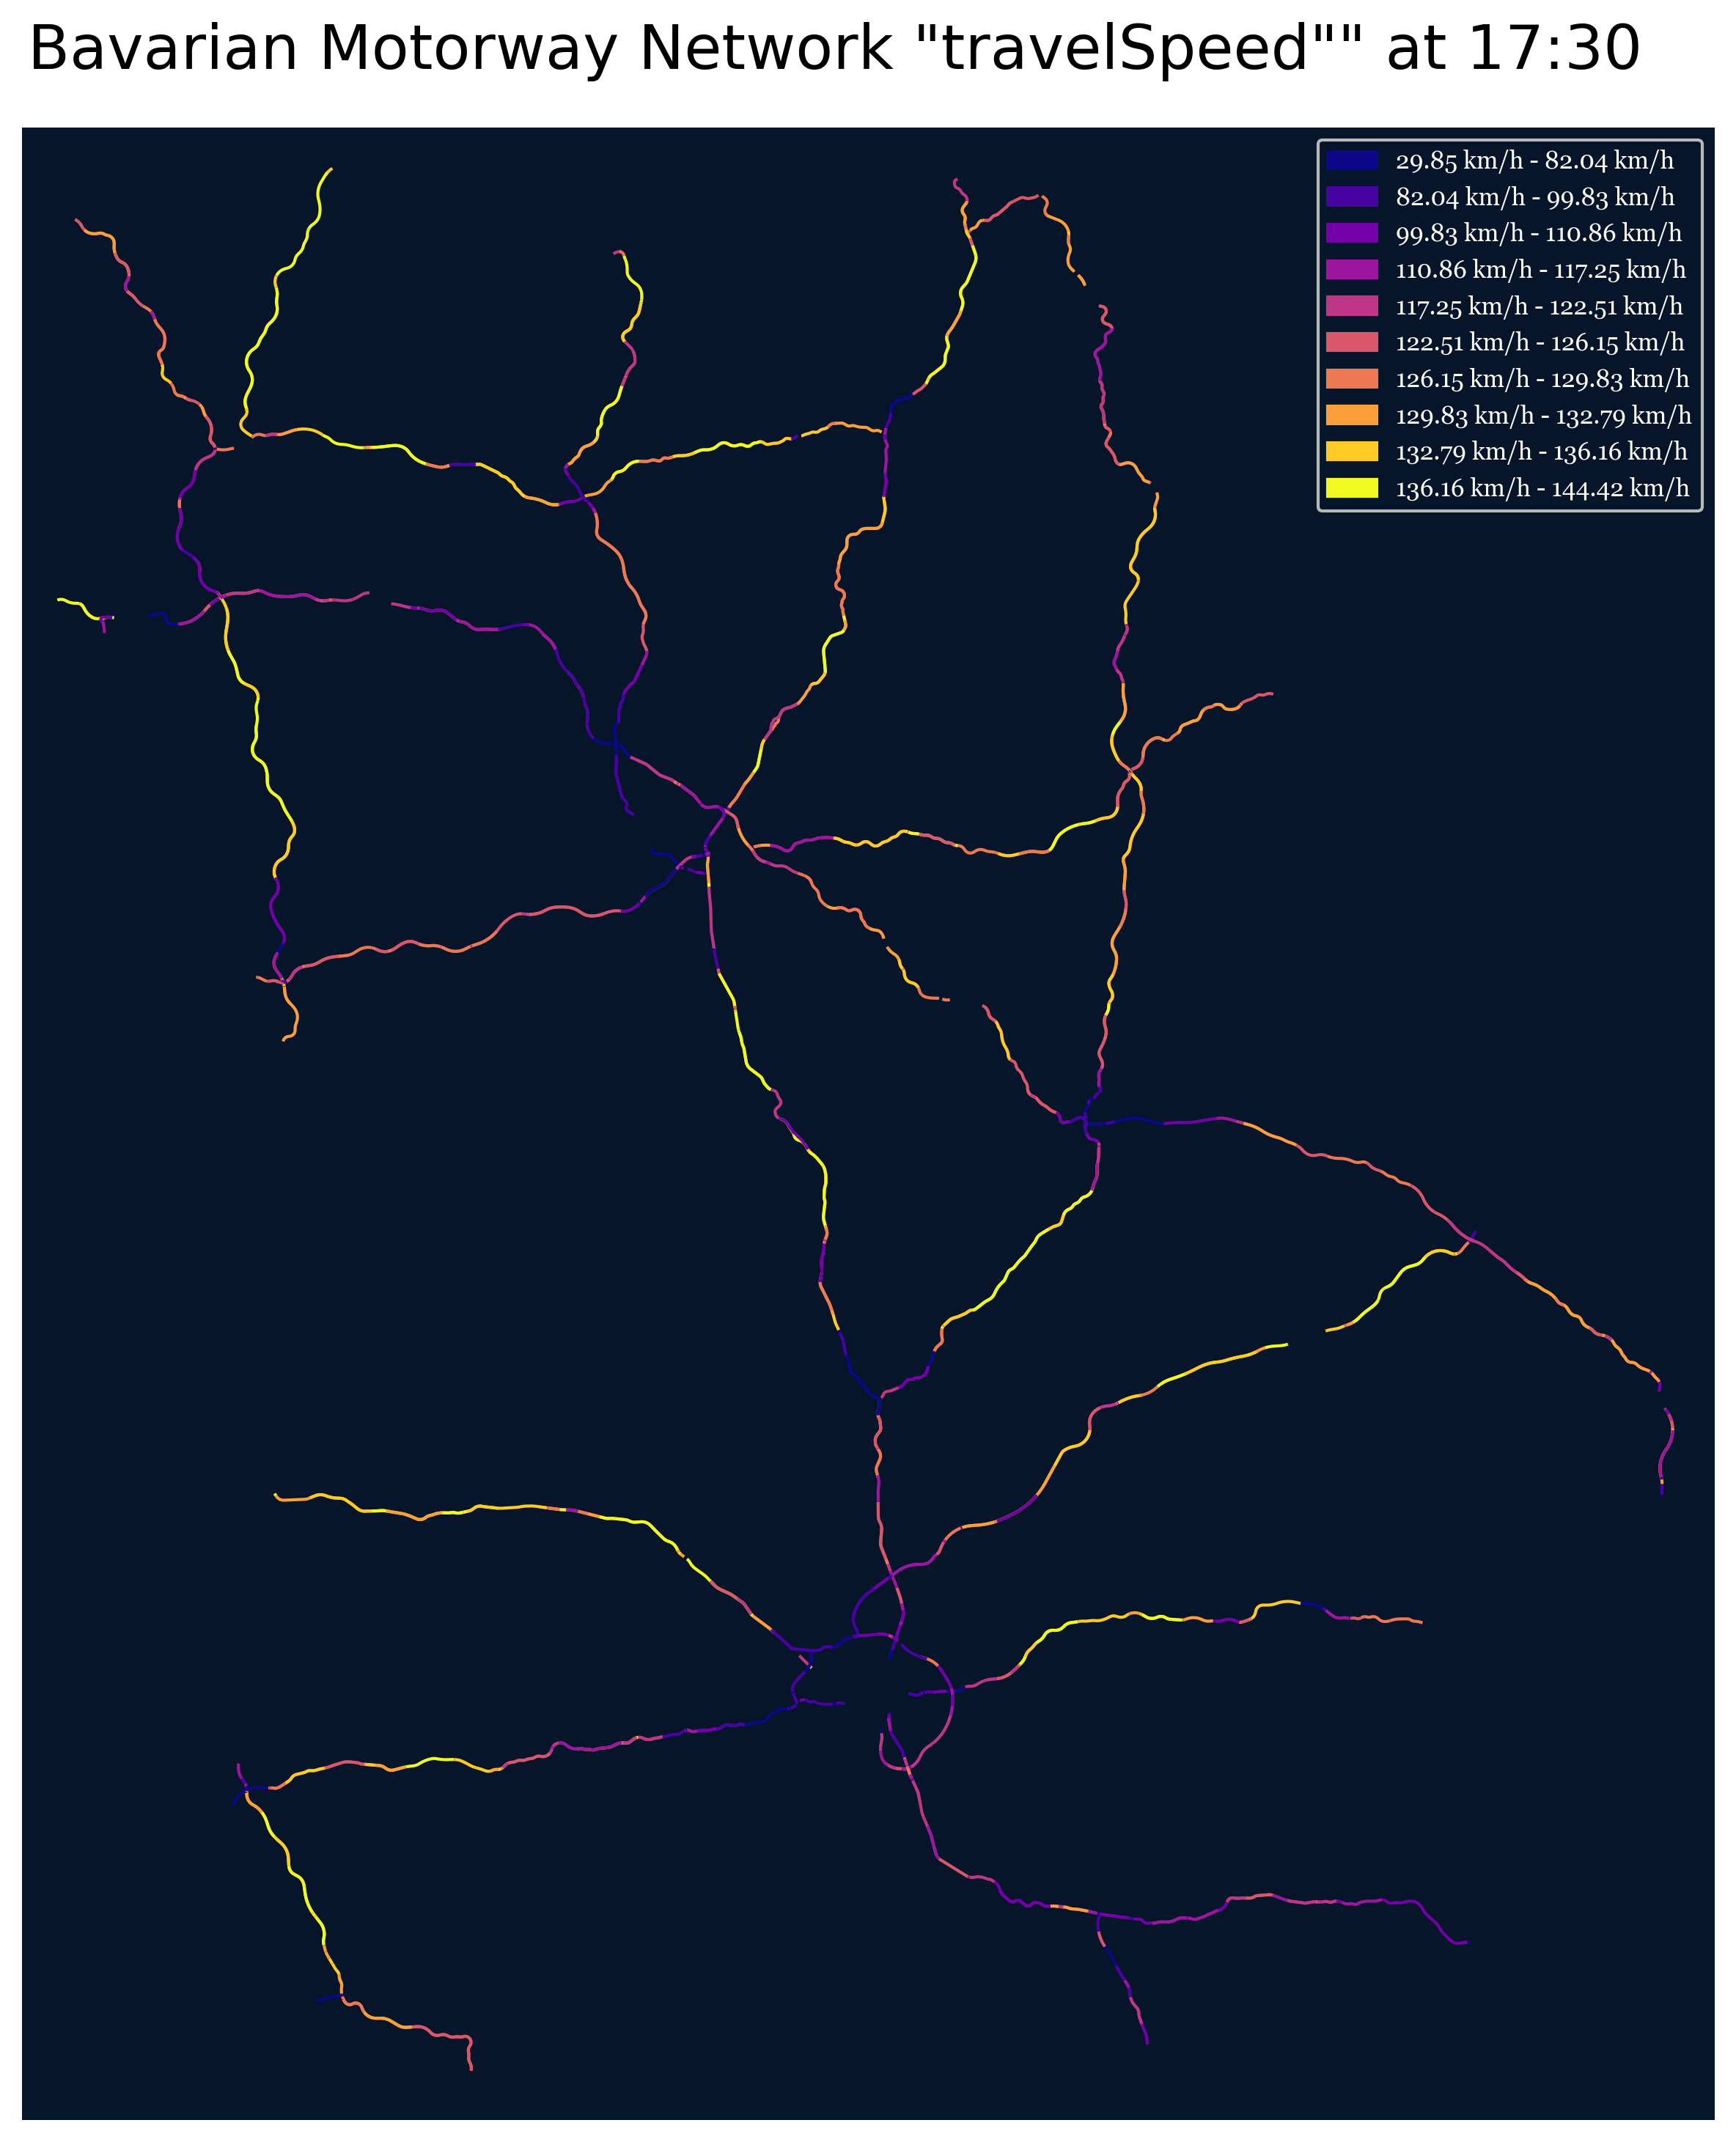 Bavarian Motorway Network "travelSpeed"" at 17:30
29.85 km/h - 82.04 km/h
82.04 km/h - 99.83 km/h
99.83 km/h - 110.86 km/h
110.86 km/h - 117.25 km/h
117.25 km/h - 122.51 km/h
122.51 km/h - 126.15 km/h
126.15 km/h - 129.83 km/h
129.83 km/h - 132.79 km/h
132.79 km/h - 136.16 km/h
136.16 km/h - 144.42 km/h